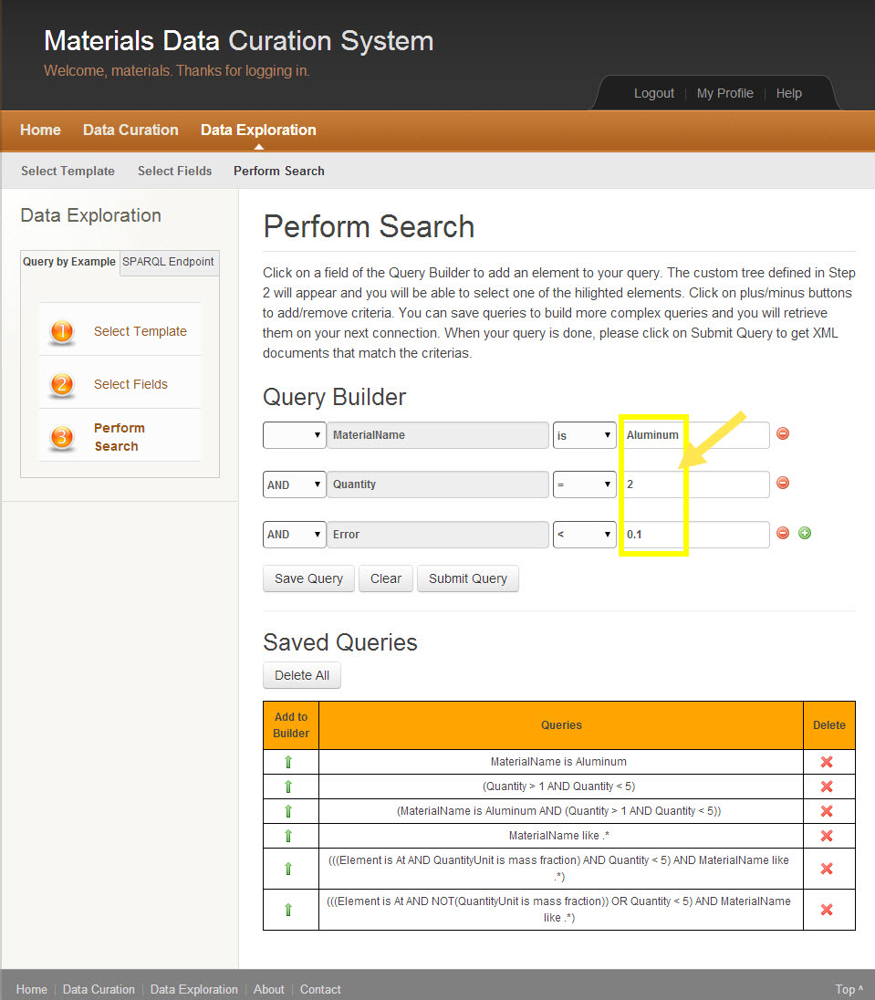 Materials Data Curation System
Welcome, materials. Thanks for logging in.
Logout | My Profile | Help
Home Data Curation Data Exploration
Select Template Select Fields Perform Search
Data Exploration
Query by Example SPARQL Endpoint
1 Select Template
2 Select Fields
3 Perform
Search
Perform Search
Click on a field of the Query Builder to add an element to your query. The custom tree defined in Step
2 will appear and you will be able to select one of the hilighted elements. Click on plus/minus buttons
to add/remove criteria. You can save queries to build more complex queries and you will retrieve
them on your next connection. When your query is done, please click on Submit Query to get XML
documents that match the criterias.
Query Builder
MaterialName is Aluminum
AND Quantity = 2
AND Error < 0.1
Save Query Clear Submit Query
Saved Queries
Delete All
Add to
Builder Queries Delete
MaterialName is Aluminum
(Quantity > 1 AND Quantity < 5)
(MaterialName is Aluminum AND (Quantity > 1 AND Quantity < 5))
MaterialName like .*
(((Element is At AND QuantityUnit is mass fraction) AND Quantity < 5) AND MaterialName like
.*)
(((Element is At AND NOT(QuantityUnit is mass fraction)) OR Quantity < 5) AND MaterialName
like .*)
Home | Data Curation | Data Exploration | About | Contact Top ^